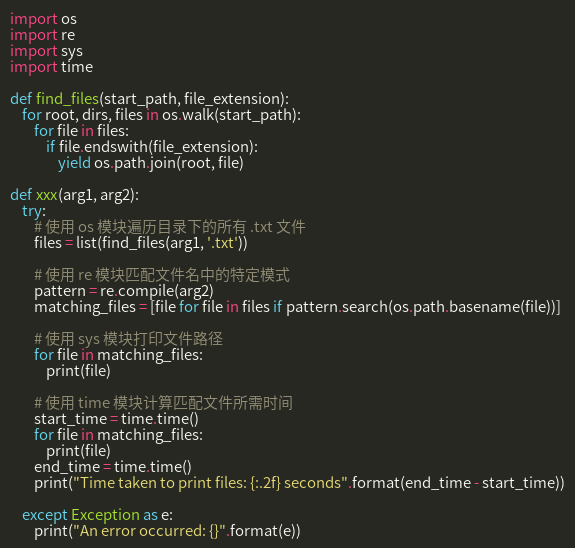 import os
import re
import sys
import time

def find_files(start_path, file_extension):
    for root, dirs, files in os.walk(start_path):
        for file in files:
            if file.endswith(file_extension):
                yield os.path.join(root, file)

def xxx(arg1, arg2):
    try:
        # 使用 os 模块遍历目录下的所有 .txt 文件
        files = list(find_files(arg1, '.txt'))

        # 使用 re 模块匹配文件名中的特定模式
        pattern = re.compile(arg2)
        matching_files = [file for file in files if pattern.search(os.path.basename(file))]

        # 使用 sys 模块打印文件路径
        for file in matching_files:
            print(file)

        # 使用 time 模块计算匹配文件所需时间
        start_time = time.time()
        for file in matching_files:
            print(file)
        end_time = time.time()
        print("Time taken to print files: {:.2f} seconds".format(end_time - start_time))

    except Exception as e:
        print("An error occurred: {}".format(e))